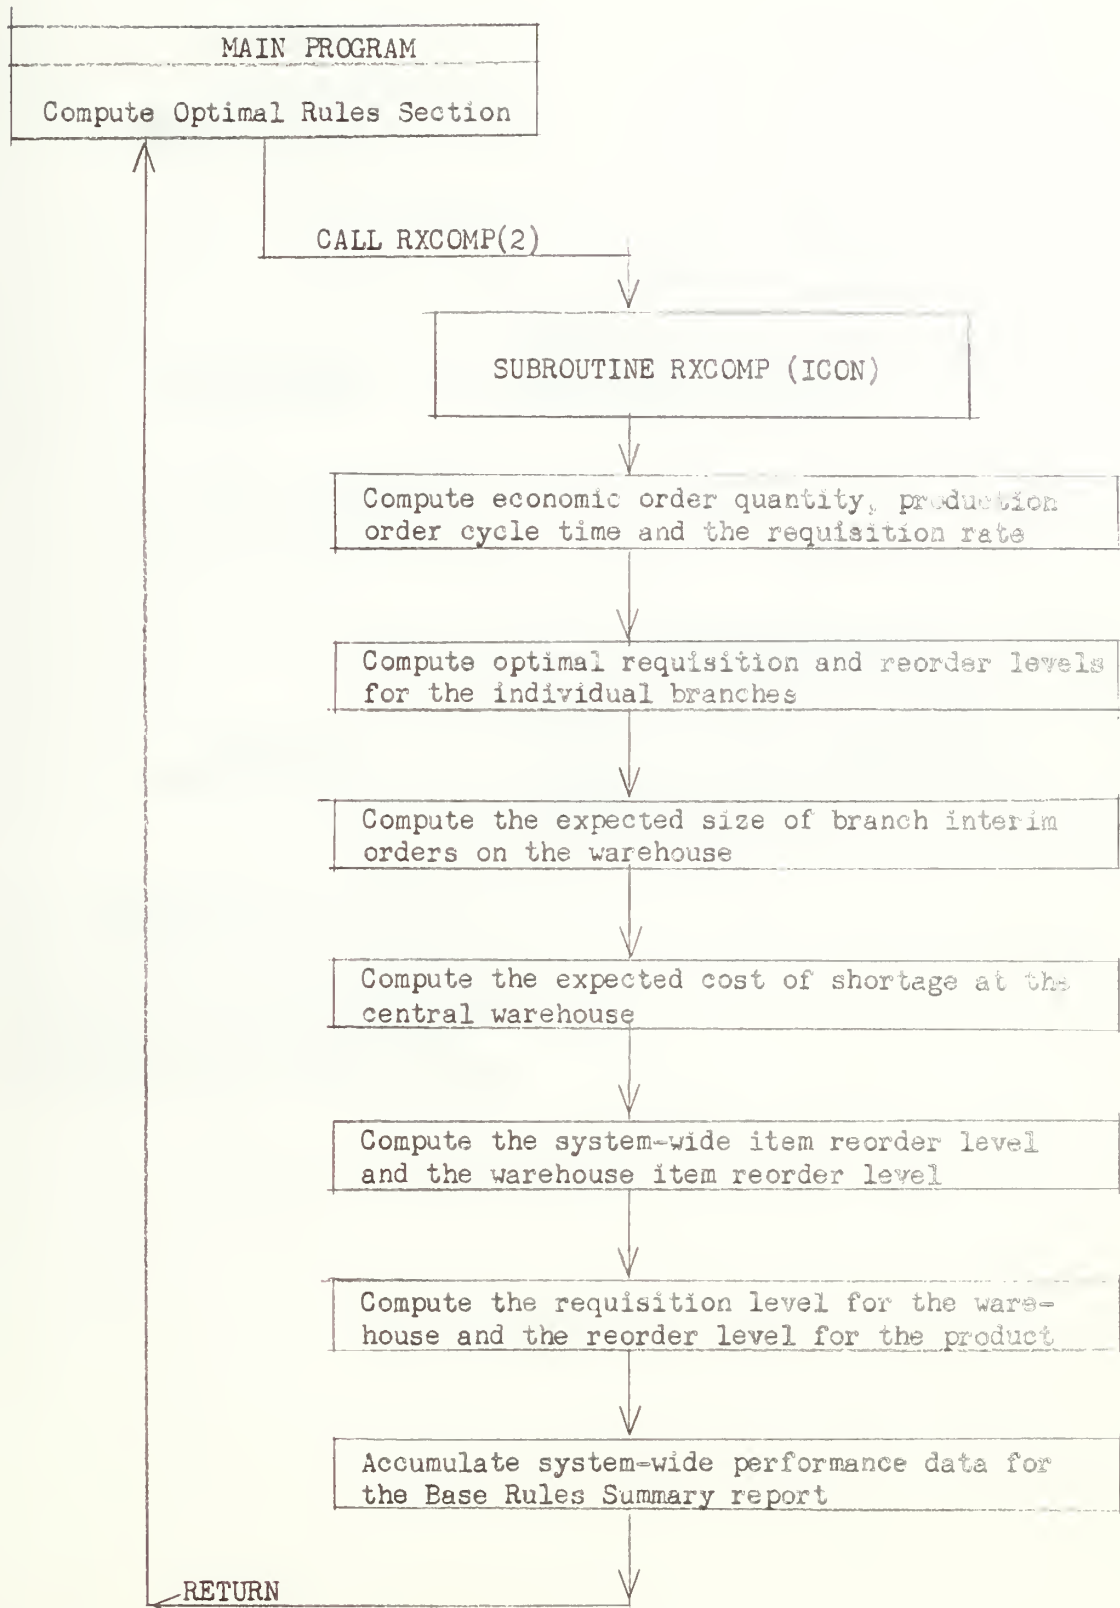 MAIN PROGRAM
Compute Optimal Rules Section
CALL RXCOMP(2)
SUBROUTINE RXCOMP (ICON)
Compute economic order quantity, production
order cycle time and the requisition rate
Compute optimal requisition and reorder levels
for the individual branches
Compute the expected size of branch interim
orders on the warehouse
Compute the expected cost of shortage at the
central warehouse
Compute the system-wide item reorder level
and the warehouse item reorder level
Compute the requisition level for the ware-
house and the reorder level for the product
Accumulate system-wide performance data for
the Base Rules Summary report
RETURN